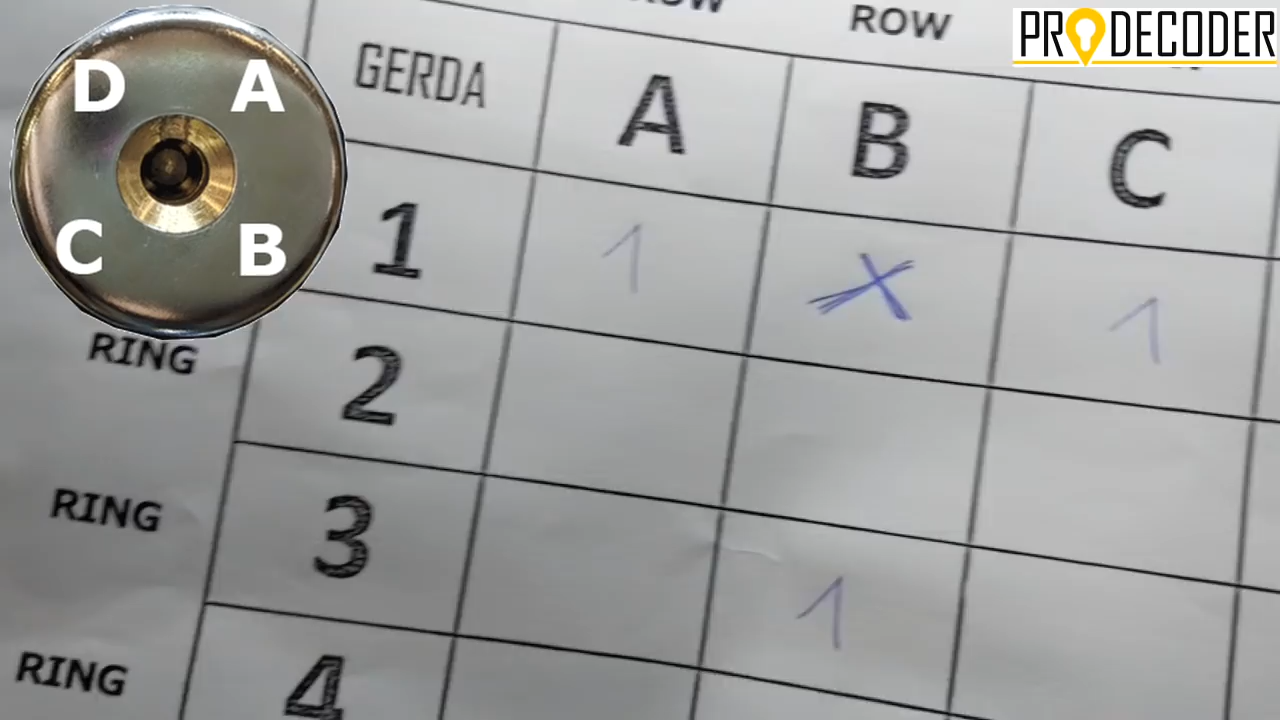 PRODECODER
ROW
D A
C B
GERDA A B C
1 1 X 1
RING
2
RING
3 1
RING
4